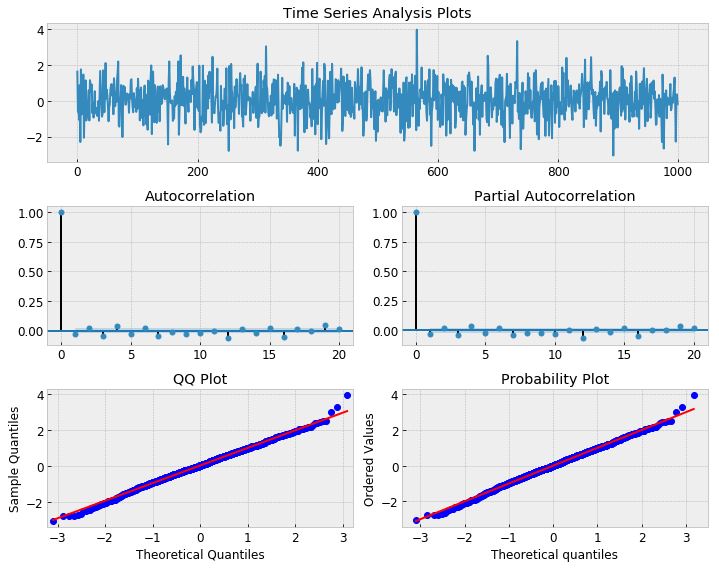 Time Series Analysis Plots
4
2
0
−2
0 200 400 600 800 1000
Autocorrelation
1.00
0.75
0.50
0.25
0.00
0 5 10 15 20
Partial Autocorrelation
1.00
0.75
0.50
0.25
0.00
0 5 10 15 20
QQ Plot
Sample Quantiles
4
2
0
−2
−3 −2 −1 0 1 2 3
Theoretical Quantiles
Probability Plot
Ordered Values
4
2
0
−2
−3 −2 −1 0 1 2 3
Theoretical quantiles